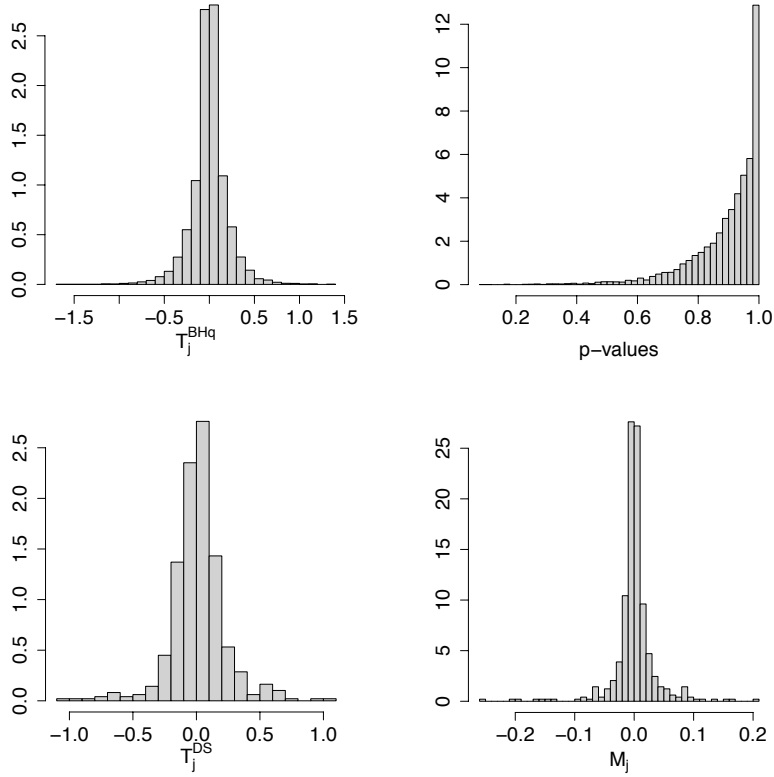 0.0 0.5 1.0 1.5 2.0 2.5
−1.5 −0.5 0.5 1.0 1.5
T_j^BHq
0 2 4 6 8 10 12
0.2 0.4 0.6 0.8 1.0
p−values
0.0 0.5 1.0 1.5 2.0 2.5
−1.0 −0.5 0.0 0.5 1.0
T_j^DS
0 5 10 15 20 25
−0.2 −0.1 0.0 0.1 0.2
M_j